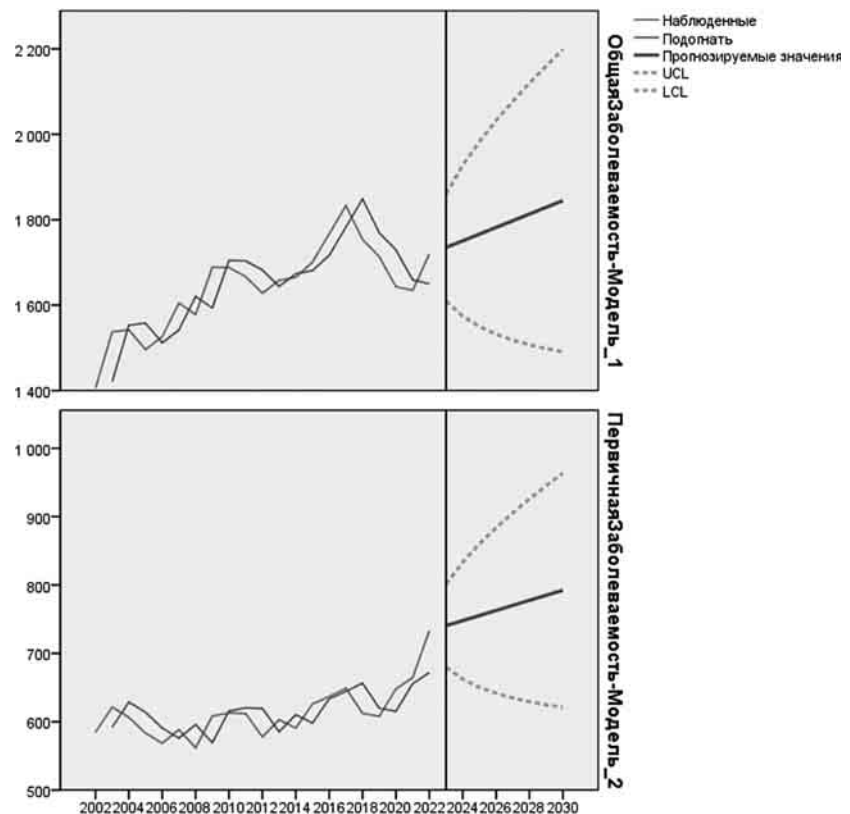 Наблюденные
Подогнать
Прогнозируемые значения
UCL
LCL
2 200
2 000
1 800
1 600
1 400
ОбщаяЗаболеваемость-Модель_1
1 000
900
800
700
600
500
ПервичнаяЗаболеваемость-Модель_2
2002 2004 2006 2008 2010 2012 2014 2016 2018 2020 2022 2024 2026 2028 2030